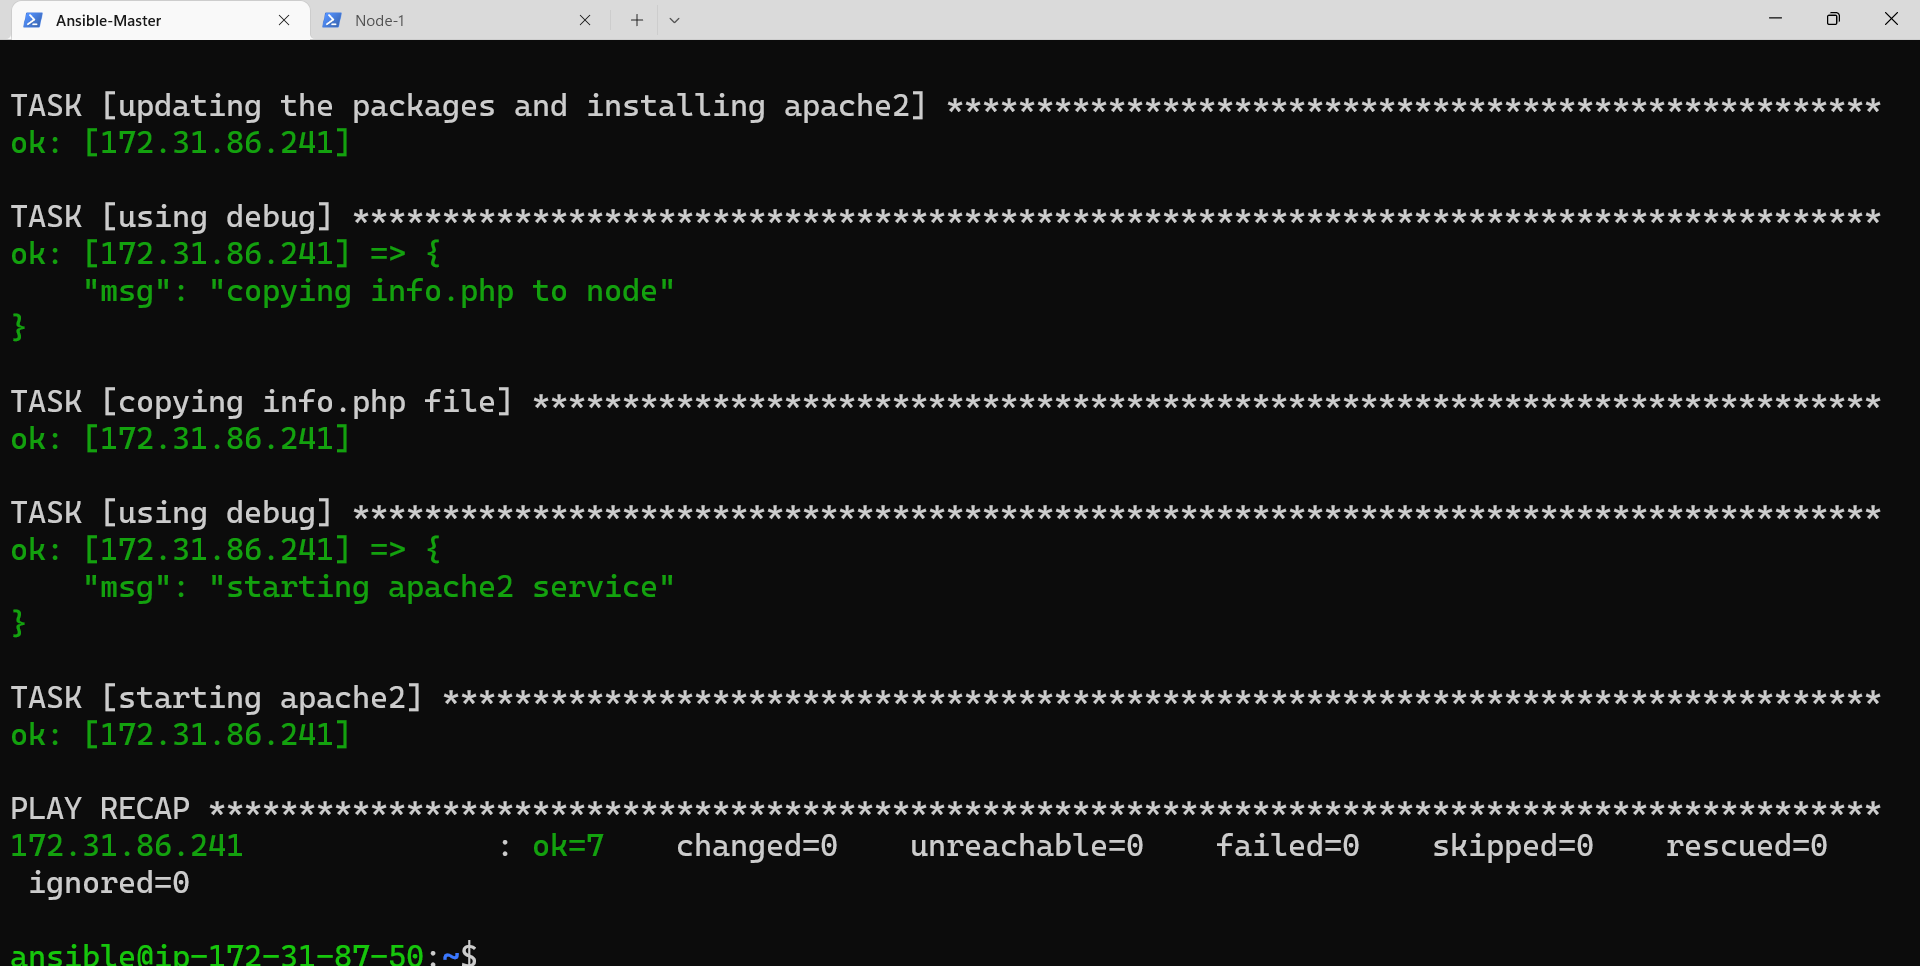 Ansible-Master
Node-1
TASK [updating the packages and installing apache2] ****************************************************
ok: [172.31.86.241]
TASK [using debug] *************************************************************************************
ok: [172.31.86.241] => {
    "msg": "copying info.php to node"
}
TASK [copying info.php file] ***************************************************************************
ok: [172.31.86.241]
TASK [using debug] *************************************************************************************
ok: [172.31.86.241] => {
    "msg": "starting apache2 service"
}
TASK [starting apache2] ********************************************************************************
ok: [172.31.86.241]
PLAY RECAP *********************************************************************************************
172.31.86.241              : ok=7    changed=0    unreachable=0    failed=0    skipped=0    rescued=0
 ignored=0
ansible@ip-172-31-87-50:~$